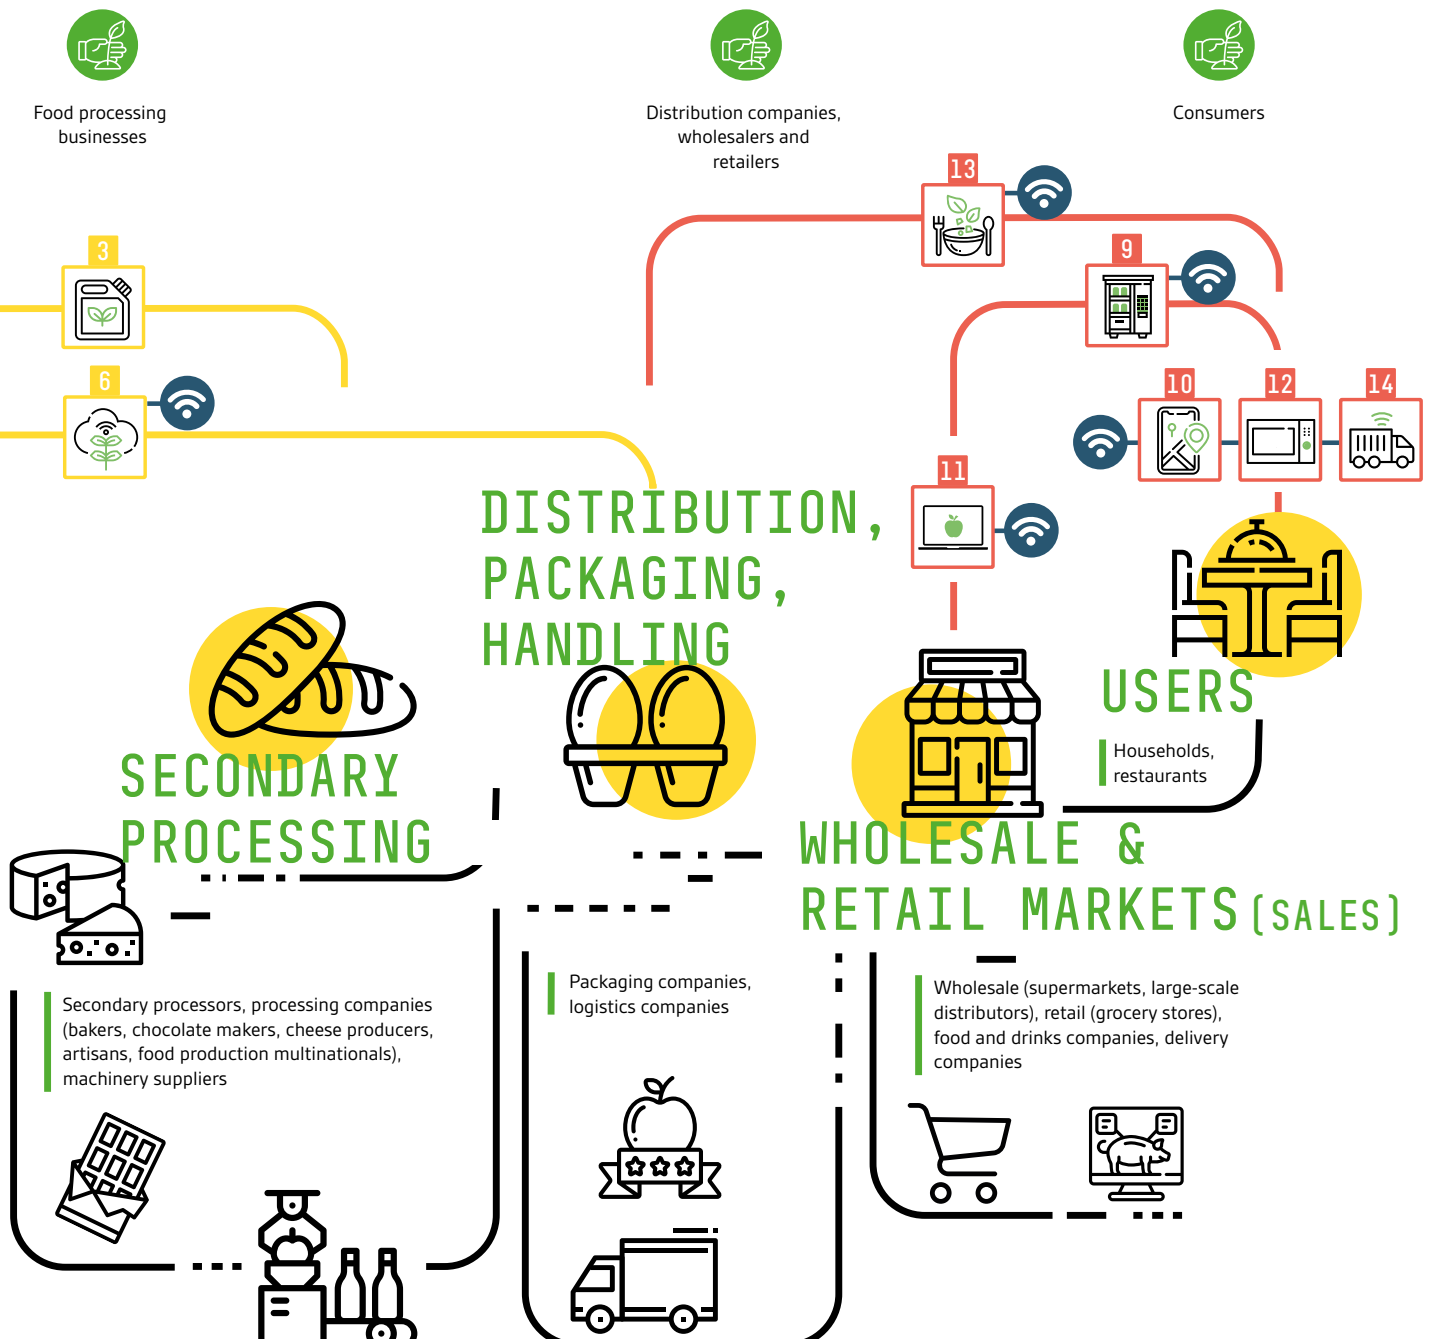 Food processing
businesses
Distribution companies,
wholesalers and
retailers
Consumers
13
9
3
6
10
12
14
11
DISTRIBUTION,
PACKAGING,
HANDLING
USERS
Households,
restaurants
SECONDARY
PROCESSING
WHOLESALE &
RETAIL MARKETS (SALES)
Secondary processors, processing companies
(bakers, chocolate makers, cheese producers,
artisans, food production multinationals),
machinery suppliers
Packaging companies,
logistics companies
Wholesale (supermarkets, large-scale
distributors), retail (grocery stores),
food and drinks companies, delivery
companies